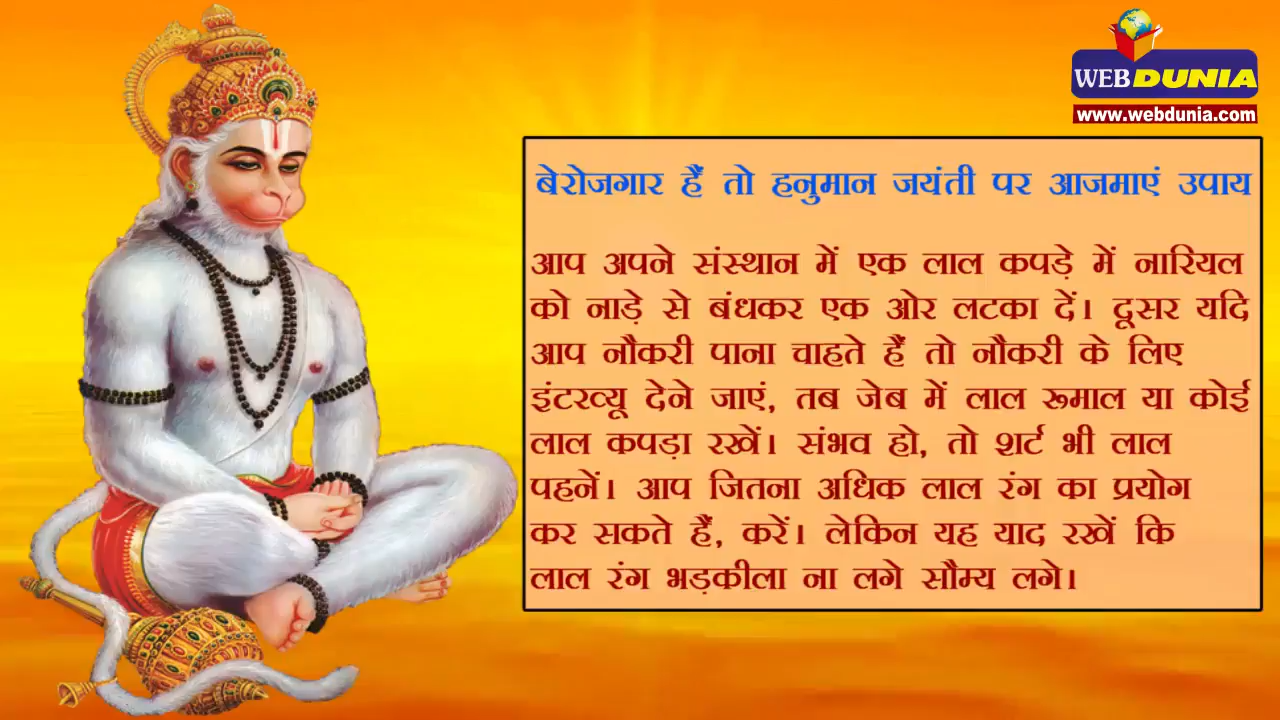 WEBDUNIA
www.webdunia.com
बेरोजगार हैं तो हनुमान जयंती पर आजमाएं उपाय
आप अपने संस्थान में एक लाल कपड़े में नारियल
को नाड़े से बंधकर एक ओर लटका दें। दूसर यदि
आप नौकरी पाना चाहते हैं तो नौकरी के लिए
इंटरव्यू देने जाएं, तब जेब में लाल रूमाल या कोई
लाल कपड़ा रखें। संभव हो, तो शर्ट भी लाल
पहनें। आप जितना अधिक लाल रंग का प्रयोग
कर सकते हैं, करें। लेकिन यह याद रखें कि
लाल रंग भड़कीला ना लगे सौम्य लगे।